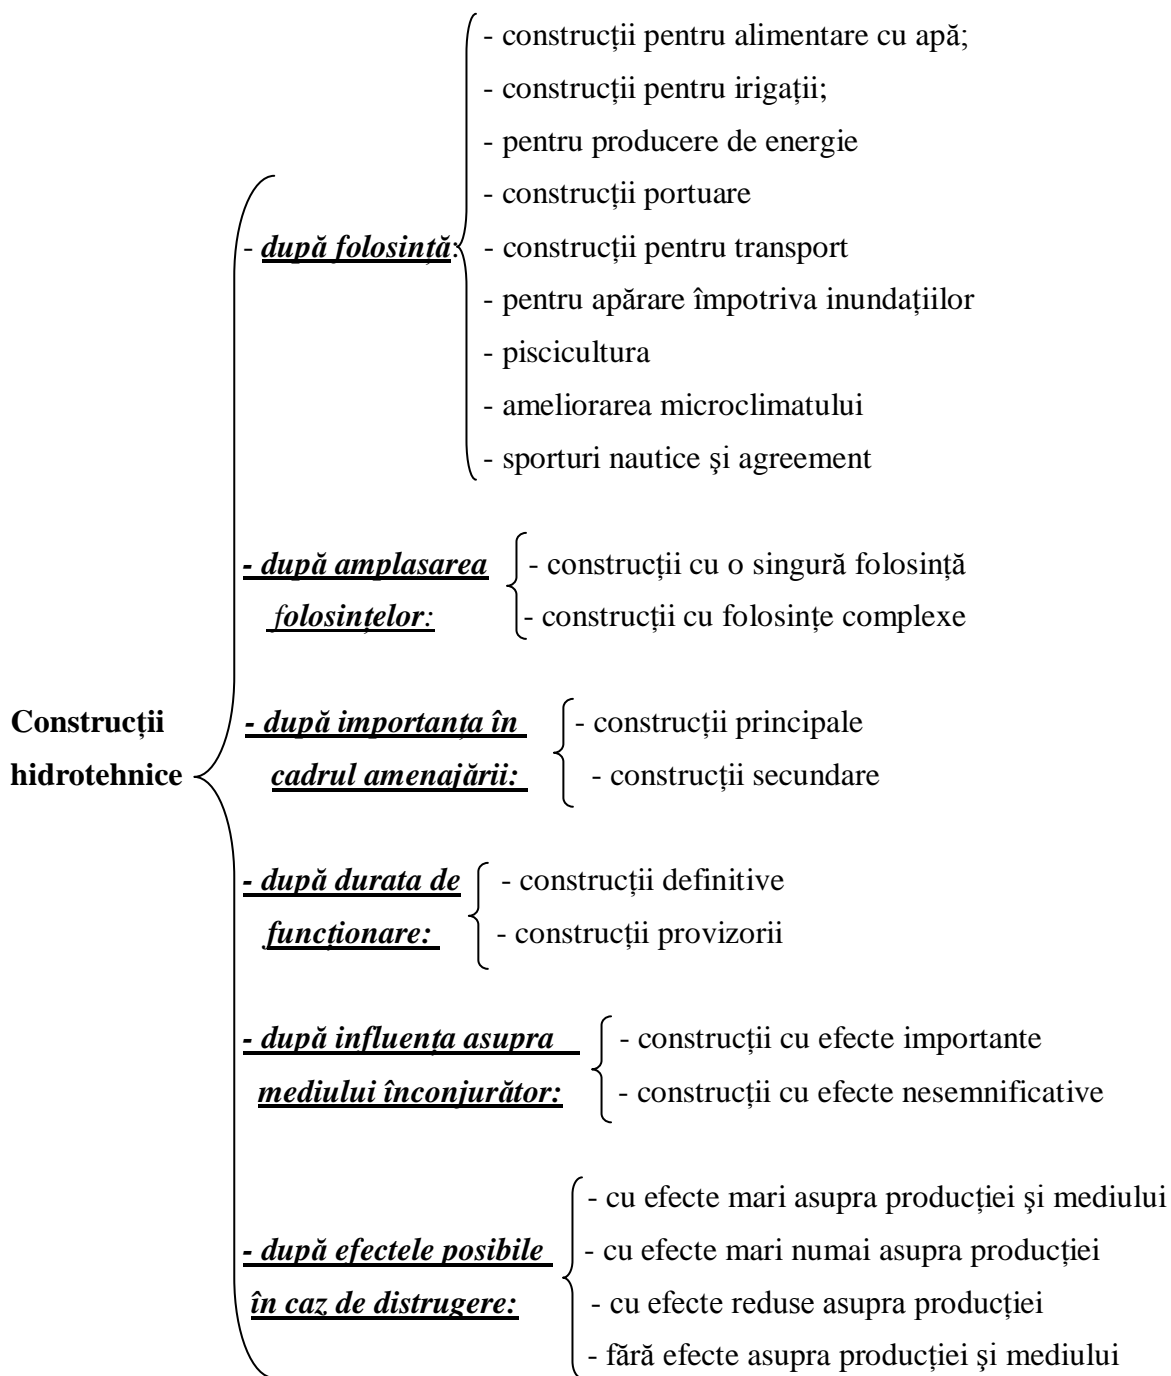 - construcții pentru alimentare cu apă;
- construcții pentru irigații;
- pentru producere de energie
- construcții portuare
- după folosință:
- construcții pentru transport
- pentru apărare împotriva inundațiilor
- piscicultura
- ameliorarea microclimatului
- sporturi nautice şi agreement
- după amplasarea
folosințelor:
- construcții cu o singură folosință
- construcții cu folosințe complexe
Construcții
hidrotehnice
- după importanța în
cadrul amenajării:
- construcții principale
- construcții secundare
- după durata de
funcționare:
- construcții definitive
- construcții provizorii
- după influența asupra
mediului înconjurător:
- construcții cu efecte importante
- construcții cu efecte nesemnificative
- după efectele posibile
în caz de distrugere:
- cu efecte mari asupra producției şi mediului
- cu efecte mari numai asupra producției
- cu efecte reduse asupra producției
- fără efecte asupra producției şi mediului